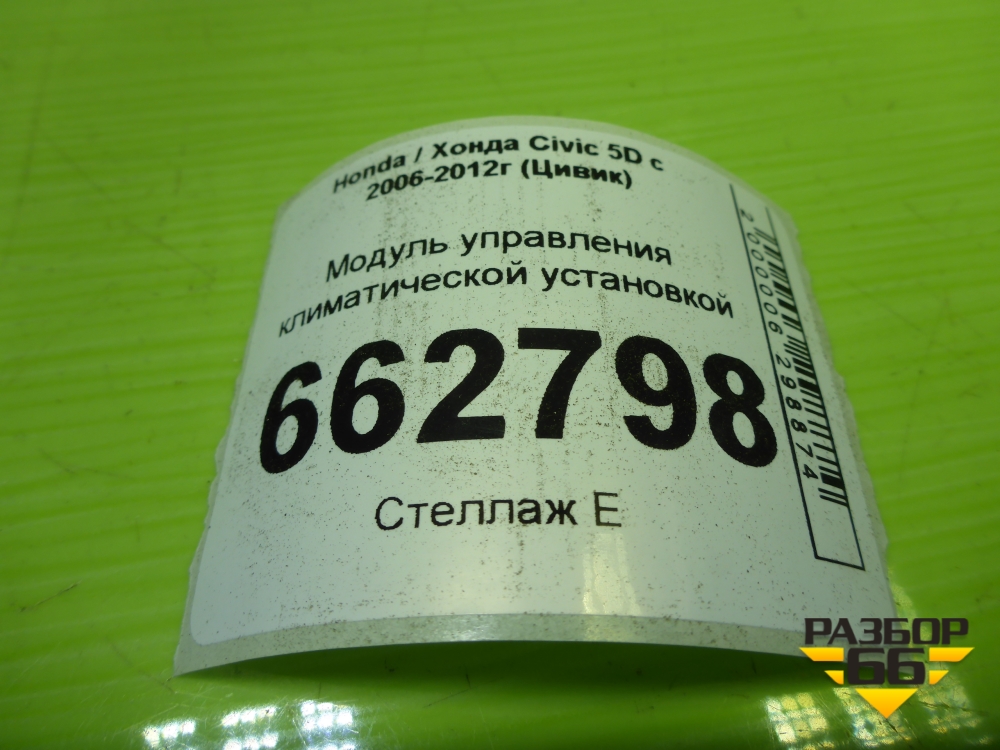 Honda / Хонда Civic 5D с
2006-2012г (Цивик)
Модуль управления
климатической установкой
662798
Стеллаж Е
2000006298874
РАЗБОР
66